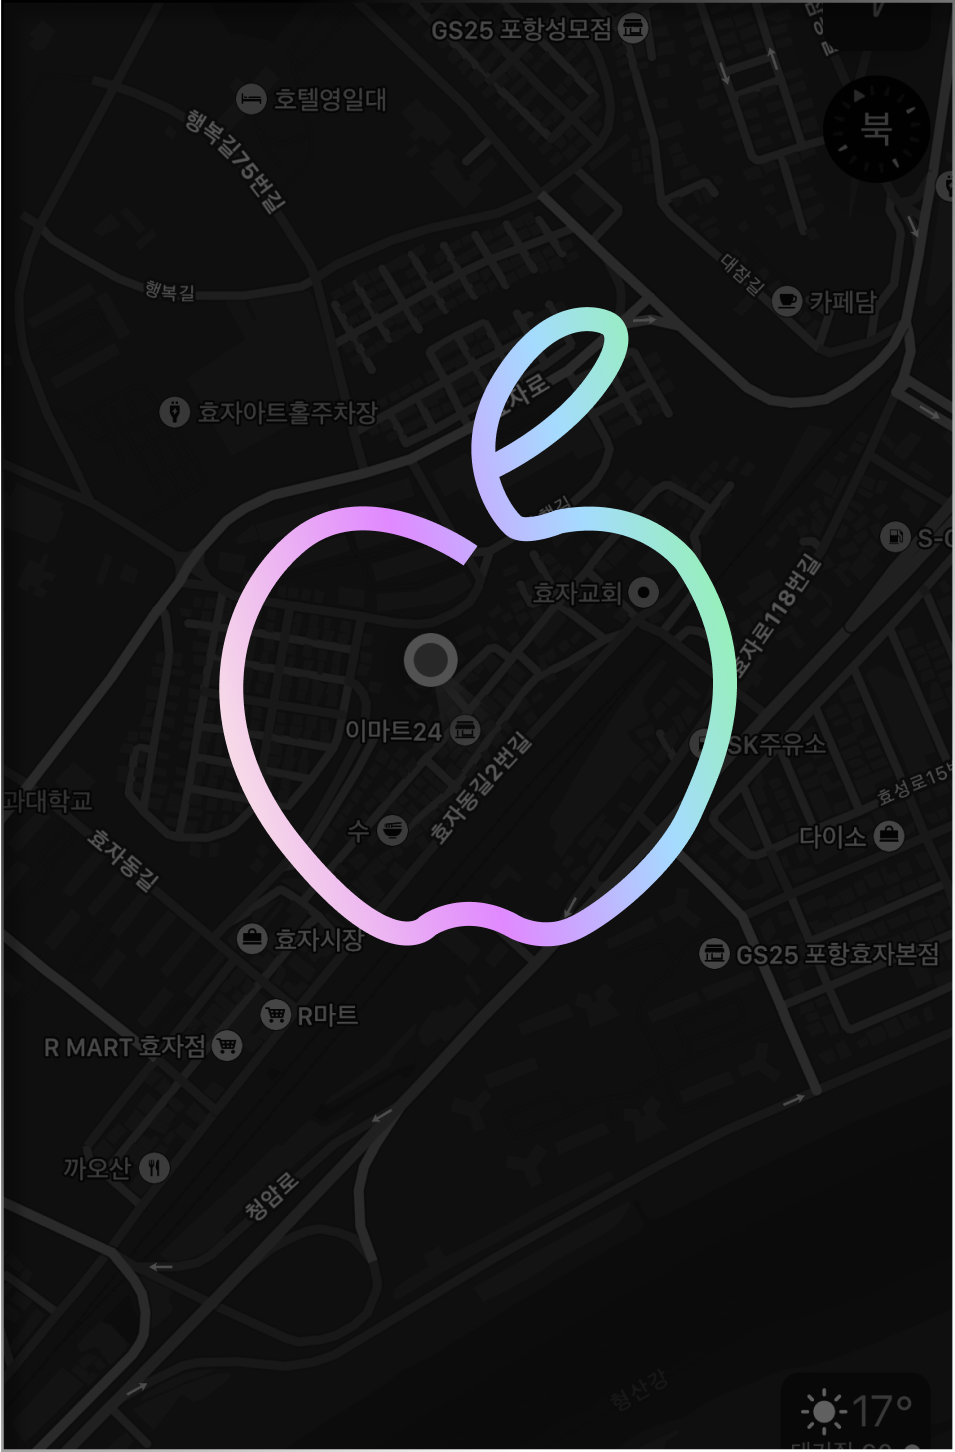 GS25 포항성모점
호텔영일대
북
행복길75번길
대잠길
행복길
카페담
효자아트홀주차장
효자교회
효자로118번길
이마트24
SK주유소
효자동길2번길
과대학교
수
효성로15번
다이소
효자동길
효자시장
GS25 포항효자본점
R마트
R MART 효자점
까오산
청암로
형산강
17°